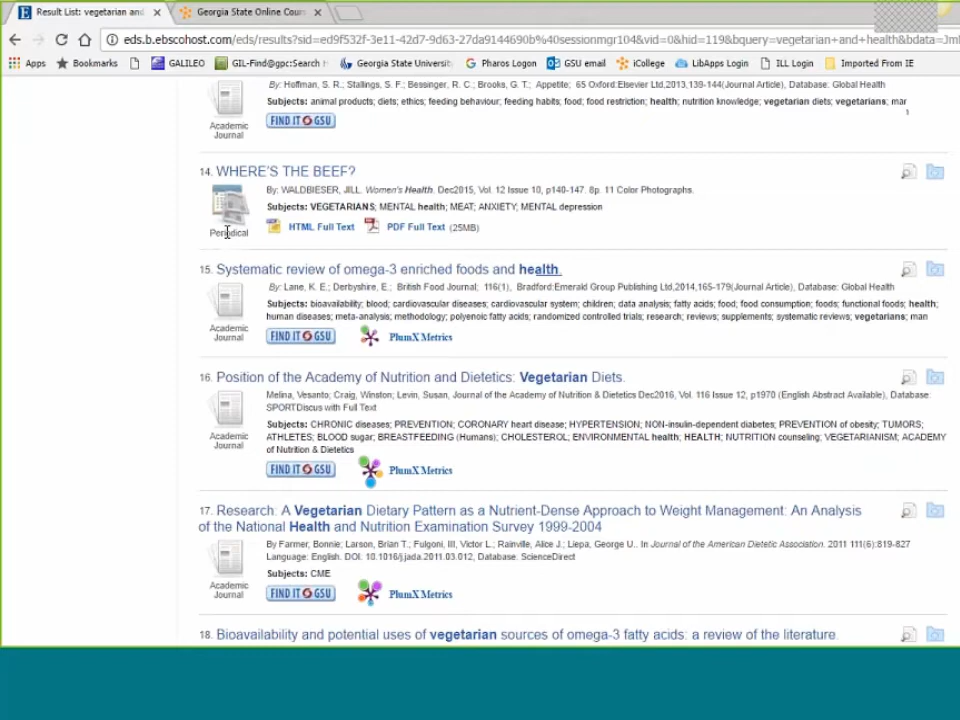 Result List: vegetarian and
Georgia State Online Cour
eds.b.ebscohost.com/eds/results?sid=ed9f532f-3e11-42d7-9d63-27da9144690b%40sessionmgr104&vid=0&hid=119&bquery=vegetarian+and+health&bdata=JmI
Apps Bookmarks GALILEO GIL-Find@gpc:Search Georgia State Universit Pharos Logon GSU email iCollege LibApps Login ILL Login Imported From IE
By: Hoffman, S. R.; Stallings, S. F.; Bessinger, R. C.; Brooks, G. T.; Appetite; 65 Oxford:Elsevier Ltd,2013,139-144(Journal Article), Database: Global Health
Subjects: animal products; diets; ethics; feeding behaviour; feeding habits; food; food restriction; health; nutrition knowledge; vegetarian diets; vegetarians; mar
Academic
Journal
FIND IT @ GSU
14. WHERE'S THE BEEF?
By: WALDBIESER, JILL. Women's Health. Dec2015, Vol. 12 Issue 10, p140-147. 8p. 11 Color Photographs.
Subjects: VEGETARIANS; MENTAL health; MEAT; ANXIETY; MENTAL depression
Periodical
HTML Full Text PDF Full Text (25MB)
15. Systematic review of omega-3 enriched foods and health.
By: Lane, K. E.; Derbyshire, E.; British Food Journal; 116(1), Bradford:Emerald Group Publishing Ltd,2014,165-179(Journal Article), Database: Global Health
Subjects: bioavailability; blood; cardiovascular diseases; cardiovascular system; children; data analysis; fatty acids; food; food consumption; foods; functional foods; health;
human diseases; meta-analysis; methodology; polyenoic fatty acids; randomized controlled trials; research; reviews; supplements; systematic reviews; vegetarians; man
Academic
Journal
FIND IT @ GSU PlumX Metrics
16. Position of the Academy of Nutrition and Dietetics: Vegetarian Diets.
Melina, Vesanto; Craig, Winston; Levin, Susan, Journal of the Academy of Nutrition & Dietetics Dec2016, Vol. 116 Issue 12, p1970 (English Abstract Available), Database:
SPORTDiscus with Full Text
Subjects: CHRONIC diseases; PREVENTION; CORONARY heart disease; HYPERTENSION; NON-insulin-dependent diabetes; PREVENTION of obesity; TUMORS;
ATHLETES; BLOOD sugar; BREASTFEEDING (Humans); CHOLESTEROL; ENVIRONMENTAL health; HEALTH; NUTRITION counseling; VEGETARIANISM; ACADEMY
of Nutrition & Dietetics
Academic
Journal
FIND IT @ GSU PlumX Metrics
17. Research: A Vegetarian Dietary Pattern as a Nutrient-Dense Approach to Weight Management: An Analysis
of the National Health and Nutrition Examination Survey 1999-2004
By Farmer, Bonnie; Larson, Brian T.; Fulgoni, III, Victor L.; Rainville, Alice J.; Liepa, George U.. In Journal of the American Dietetic Association. 2011 111(6):819-827
Language: English. DOI: 10.1016/j.jada.2011.03.012, Database: ScienceDirect
Subjects: CME
Academic
Journal
FIND IT @ GSU PlumX Metrics
18. Bioavailability and potential uses of vegetarian sources of omega-3 fatty acids: a review of the literature.